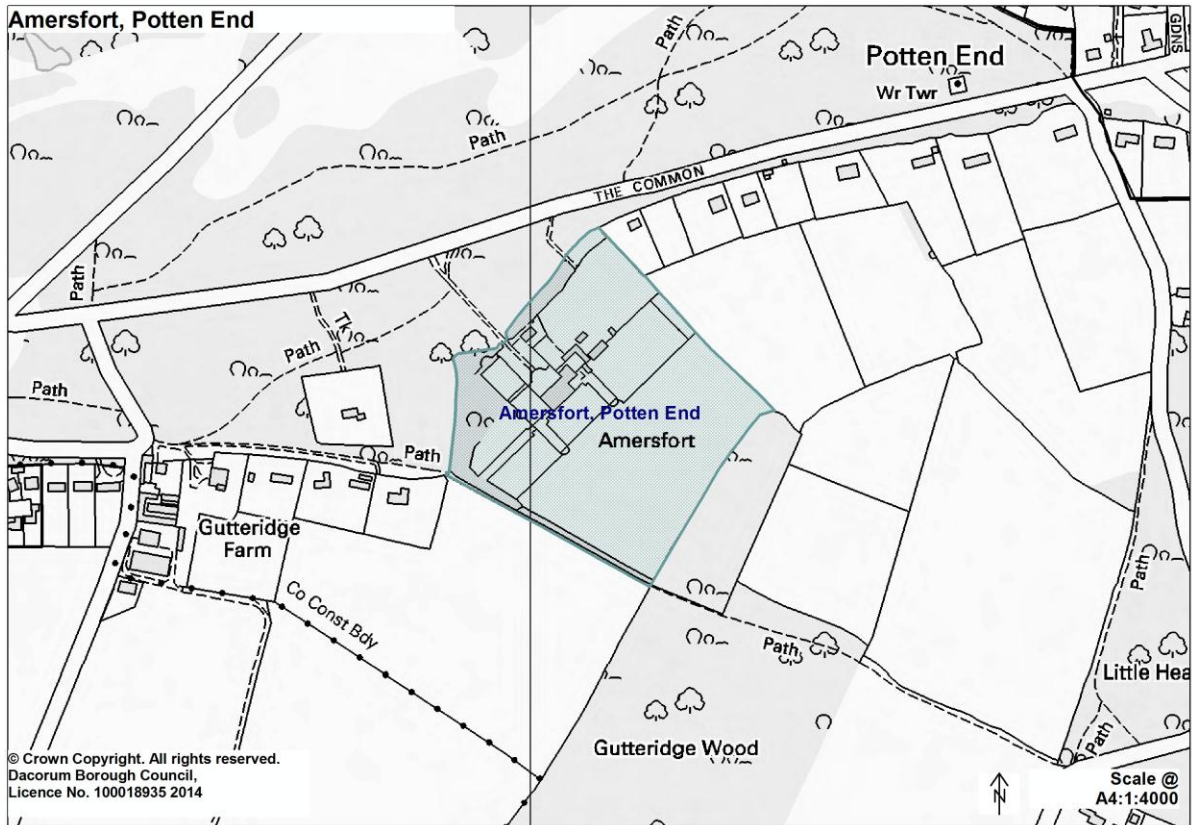 Amersfort, Potten End
Path
GDNS
Potten End
Wr Twr
Path
THE COMMON
Path
Tk
Path
Path
Amersfort, Potten End
Amersfort
Path
Gutteridge
Farm
Co Const Bdy
Path
Path
Little Hea
Path
Gutteridge Wood
© Crown Copyright. All rights reserved.
Dacorum Borough Council,
Licence No. 100018935 2014
N
Scale @
A4:1:4000